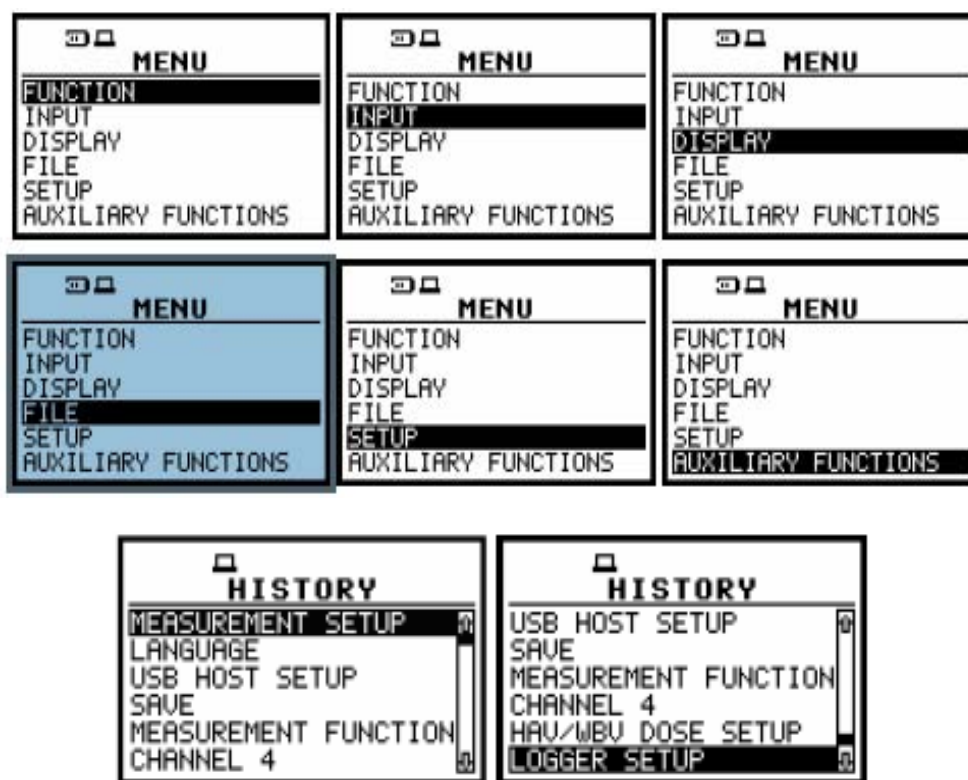 MENU
FUNCTION
INPUT
DISPLAY
FILE
SETUP
AUXILIARY FUNCTIONS
MENU
FUNCTION
INPUT
DISPLAY
FILE
SETUP
AUXILIARY FUNCTIONS
MENU
FUNCTION
INPUT
DISPLAY
FILE
SETUP
AUXILIARY FUNCTIONS
MENU
FUNCTION
INPUT
DISPLAY
FILE
SETUP
AUXILIARY FUNCTIONS
MENU
FUNCTION
INPUT
DISPLAY
FILE
SETUP
AUXILIARY FUNCTIONS
MENU
FUNCTION
INPUT
DISPLAY
FILE
SETUP
AUXILIARY FUNCTIONS
HISTORY
MEASUREMENT SETUP
LANGUAGE
USB HOST SETUP
SAVE
MEASUREMENT FUNCTION
CHANNEL 4
HISTORY
USB HOST SETUP
SAVE
MEASUREMENT FUNCTION
CHANNEL 4
HAV/WBV DOSE SETUP
LOGGER SETUP